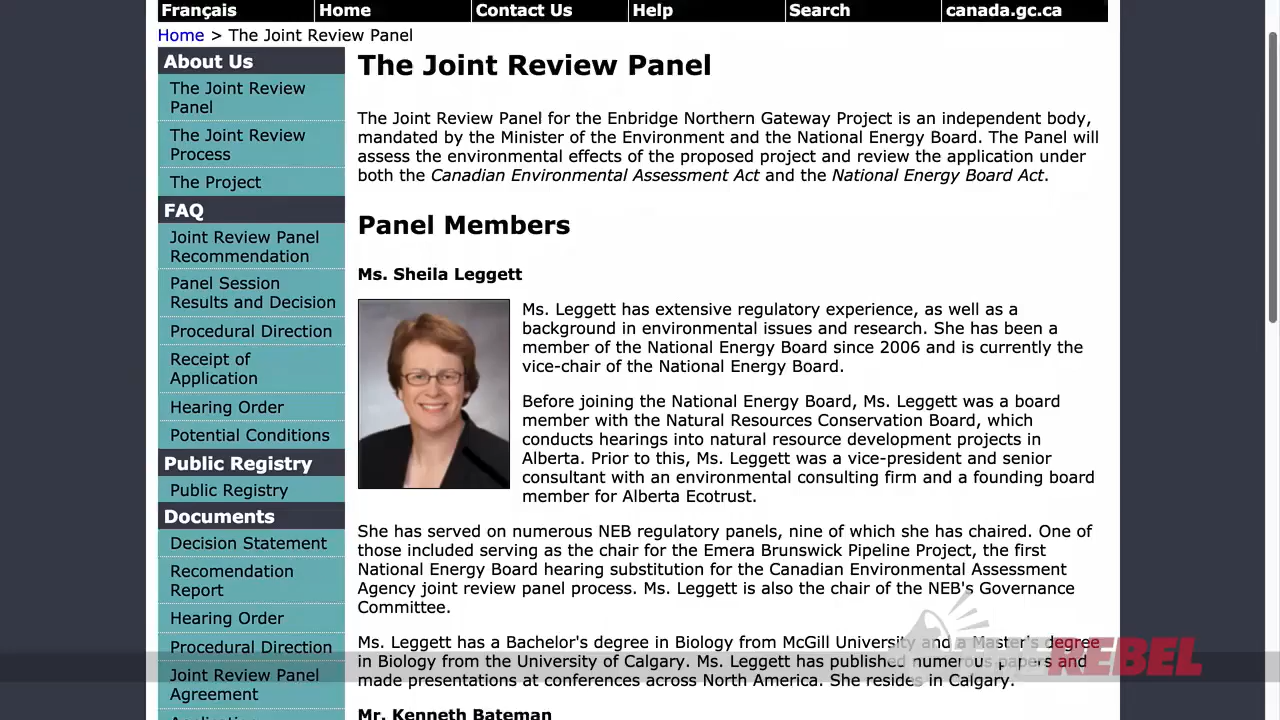 Français Home Contact Us Help Search canada.gc.ca
Home > The Joint Review Panel
About Us
The Joint Review
Panel
The Joint Review
Process
The Project
FAQ
Joint Review Panel
Recommendation
Panel Session
Results and Decision
Procedural Direction
Receipt of
Application
Hearing Order
Potential Conditions
Public Registry
Public Registry
Documents
Decision Statement
Recomendation
Report
Hearing Order
Procedural Direction
Joint Review Panel
Agreement
The Joint Review Panel
The Joint Review Panel for the Enbridge Northern Gateway Project is an independent body,
mandated by the Minister of the Environment and the National Energy Board. The Panel will
assess the environmental effects of the proposed project and review the application under
both the Canadian Environmental Assessment Act and the National Energy Board Act.
Panel Members
Ms. Sheila Leggett
Ms. Leggett has extensive regulatory experience, as well as a
background in environmental issues and research. She has been a
member of the National Energy Board since 2006 and is currently the
vice-chair of the National Energy Board.
Before joining the National Energy Board, Ms. Leggett was a board
member with the Natural Resources Conservation Board, which
conducts hearings into natural resource development projects in
Alberta. Prior to this, Ms. Leggett was a vice-president and senior
consultant with an environmental consulting firm and a founding board
member for Alberta Ecotrust.
She has served on numerous NEB regulatory panels, nine of which she has chaired. One of
those included serving as the chair for the Emera Brunswick Pipeline Project, the first
National Energy Board hearing substitution for the Canadian Environmental Assessment
Agency joint review panel process. Ms. Leggett is also the chair of the NEB's Governance
Committee.
Ms. Leggett has a Bachelor's degree in Biology from McGill University and a Master's degree
in Biology from the University of Calgary. Ms. Leggett has published numerous papers and
made presentations at conferences across North America. She resides in Calgary.
Mr. Kenneth Bateman
REBEL